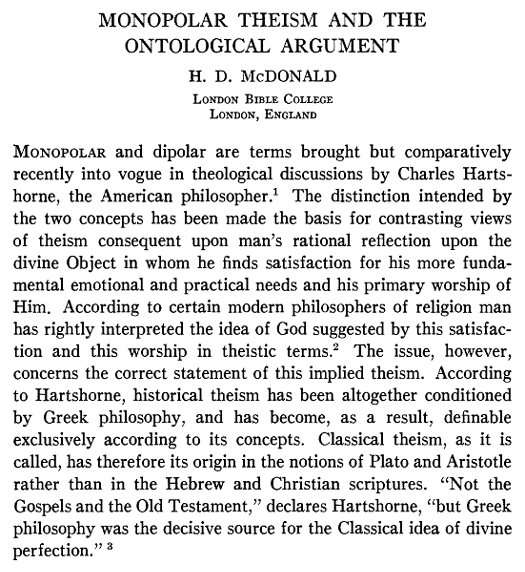 MONOPOLAR THEISM AND THE
ONTOLOGICAL ARGUMENT
H. D. McDONALD
London Bible College
London, England
Monopolar and dipolar are terms brought but comparatively
recently into vogue in theological discussions by Charles Harts-
horne, the American philosopher.¹ The distinction intended by
the two concepts has been made the basis for contrasting views
of theism consequent upon man's rational reflection upon the
divine Object in whom he finds satisfaction for his more funda-
mental emotional and practical needs and his primary worship of
Him. According to certain modern philosophers of religion man
has rightly interpreted the idea of God suggested by this satisfac-
tion and this worship in theistic terms.² The issue, however,
concerns the correct statement of this implied theism. According
to Hartshorne, historical theism has been altogether conditioned
by Greek philosophy, and has become, as a result, definable
exclusively according to its concepts. Classical theism, as it is
called, has therefore its origin in the notions of Plato and Aristotle
rather than in the Hebrew and Christian scriptures. “Not the
Gospels and the Old Testament,” declares Hartshorne, “but Greek
philosophy was the decisive source for the Classical idea of divine
perfection.” ³